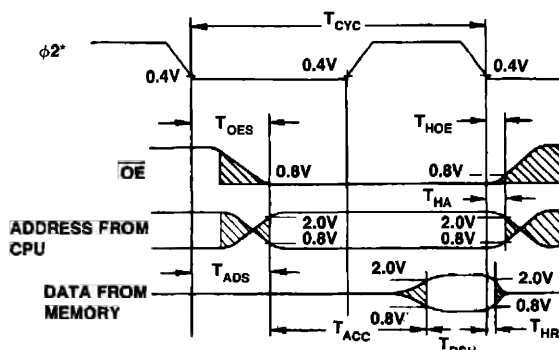 T_CYC
φ2*
0.4V 0.4V 0.4V
T_OES T_HOE
OE 0.8V 0.8V
T_HA
ADDRESS FROM CPU 2.0V 0.8V 2.0V 0.8V
T_ADS
DATA FROM MEMORY 2.0V 0.8V 2.0V 0.8V
T_ACC T_HR